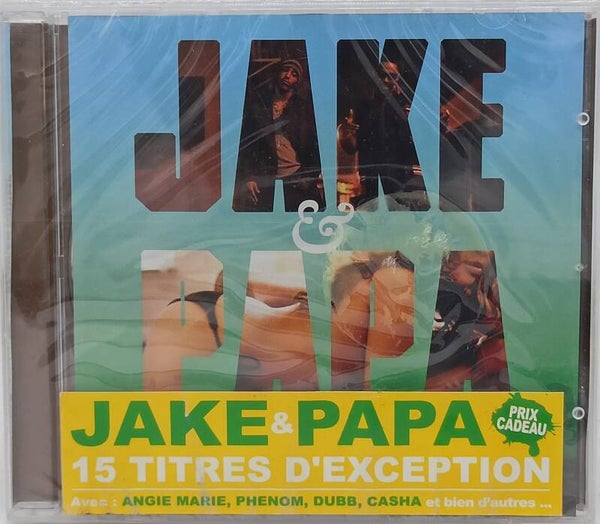 JAKE
&
PAPA
JAKE & PAPA
PRIX
CADEAU
15 TITRES D'EXCEPTION
Avec : ANGIE MARIE, PHENOM, DUBB, CASHA et bien d'autres ...